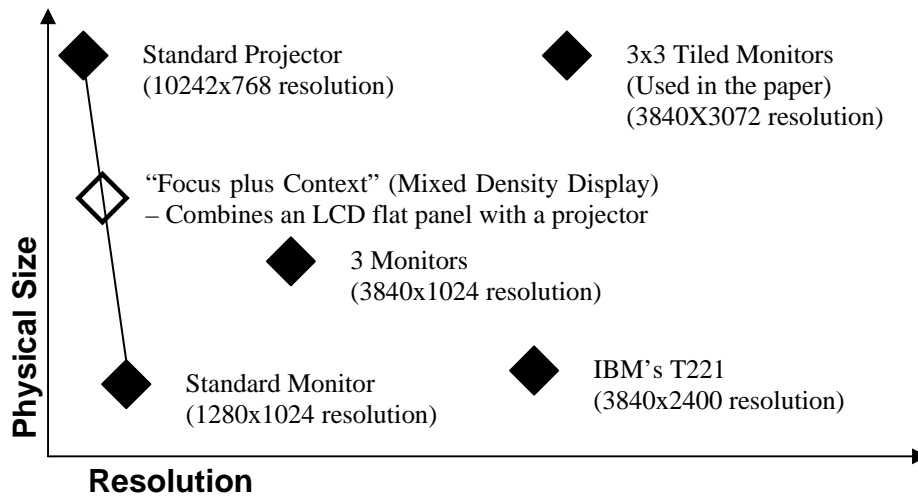 Standard Projector
(10242x768 resolution)
3x3 Tiled Monitors
(Used in the paper)
(3840X3072 resolution)
“Focus plus Context” (Mixed Density Display)
– Combines an LCD flat panel with a projector
3 Monitors
(3840x1024 resolution)
Standard Monitor
(1280x1024 resolution)
IBM’s T221
(3840x2400 resolution)
Physical Size
Resolution